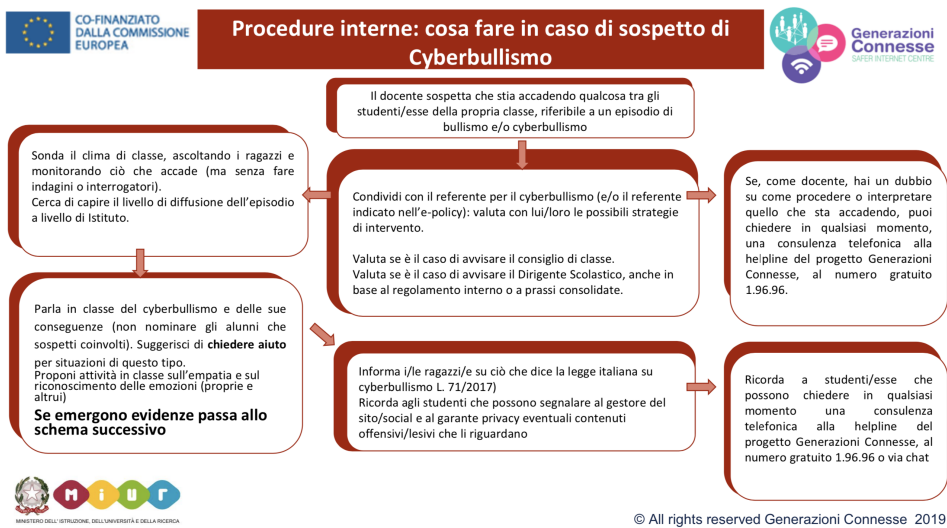 CO-FINANZIATO
DALLA COMMISSIONE
EUROPEA
Procedure interne: cosa fare in caso di sospetto di
Cyberbullismo
Generazioni
Connesse
SAFER INTERNET CENTRE
Il docente sospetta che stia accadendo qualcosa tra gli
studenti/esse della propria classe, riferibile a un episodio di
bullismo e/o cyberbullismo
Sonda il clima di classe, ascoltando i ragazzi e
monitorando ciò che accade (ma senza fare
indagini o interrogatori).
Cerca di capire il livello di diffusione dell'episodio
a livello di Istituto.
Condividi con il referente per il cyberbullismo (e/o il referente
indicato nell'e-policy): valuta con lui/loro le possibili strategie
di intervento.
Valuta se è il caso di avvisare il consiglio di classe.
Valuta se è il caso di avvisare il Dirigente Scolastico, anche in
base al regolamento interno o a prassi consolidate.
Se, come docente, hai un dubbio
su come procedere o interpretare
quello che sta accadendo, puoi
chiedere in qualsiasi momento,
una consulenza telefonica alla
helpline del progetto Generazioni
Connesse, al numero gratuito
1.96.96.
Parla in classe del cyberbullismo e delle sue
conseguenze (non nominare gli alunni che
sospetti coinvolti). Suggerisci di chiedere aiuto
per situazioni di questo tipo.
Proponi attività in classe sull'empatia e sul
riconoscimento delle emozioni (proprie e
altrui)
Se emergono evidenze passa allo
schema successivo
Informa i/le ragazzi/e su ciò che dice la legge italiana su
cyberbullismo L. 71/2017)
Ricorda agli studenti che possono segnalare al gestore del
sito/social e al garante privacy eventuali contenuti
offensivi/lesivi che li riguardano
Ricorda a studenti/esse che
possono chiedere in qualsiasi
momento una consulenza
telefonica alla helpline del
progetto Generazioni Connesse, al
numero gratuito 1.96.96 o via chat
miur
MINISTERO DELL' ISTRUZIONE, DELL'UNIVERSITÀ E DELLA RICERCA
© All rights reserved Generazioni Connesse 2019